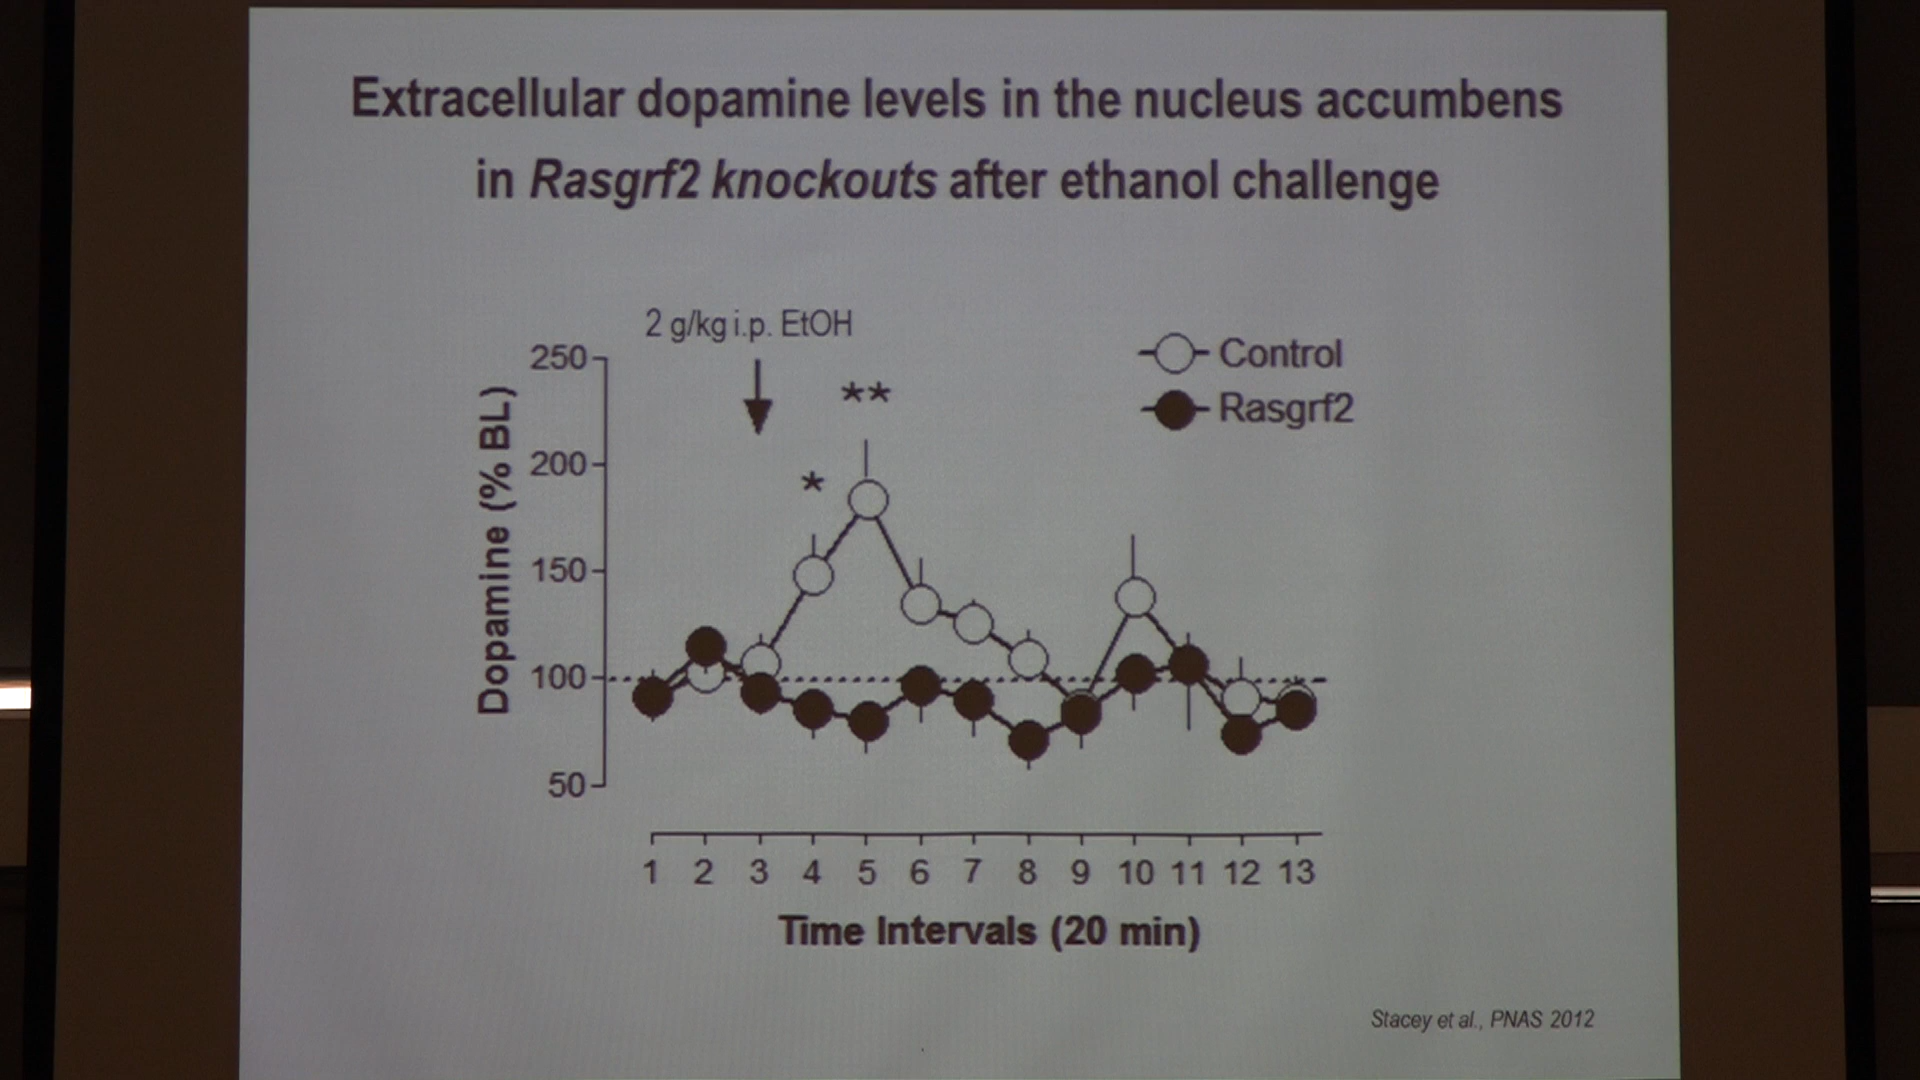 Extracellular dopamine levels in the nucleus accumbens
in Rasgrf2 knockouts after ethanol challenge
2 g/kg i.p. EtOH
Control
Rasgrf2
**
*
Dopamine (% BL)
250
200
150
100
50
1 2 3 4 5 6 7 8 9 10 11 12 13
Time Intervals (20 min)
Stacey et al., PNAS 2012